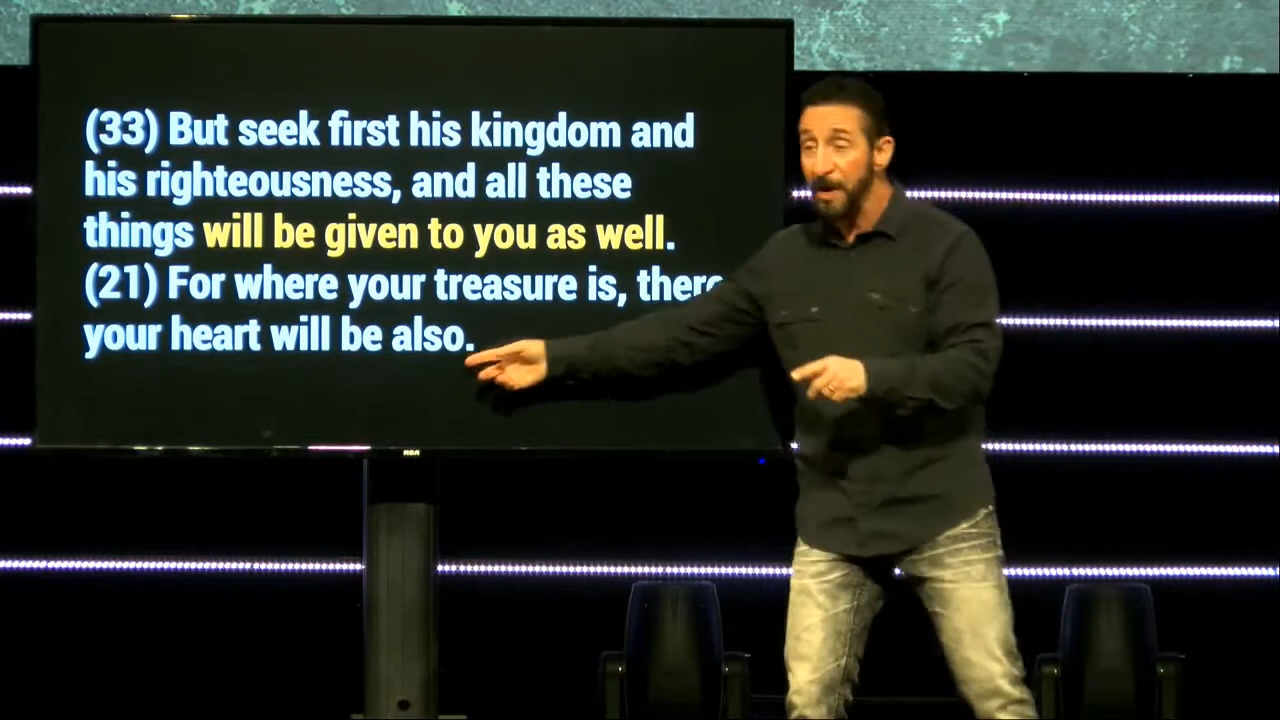 (33) But seek first his kingdom and
his righteousness, and all these
things will be given to you as well.
(21) For where your treasure is, there
your heart will be also.
RCA